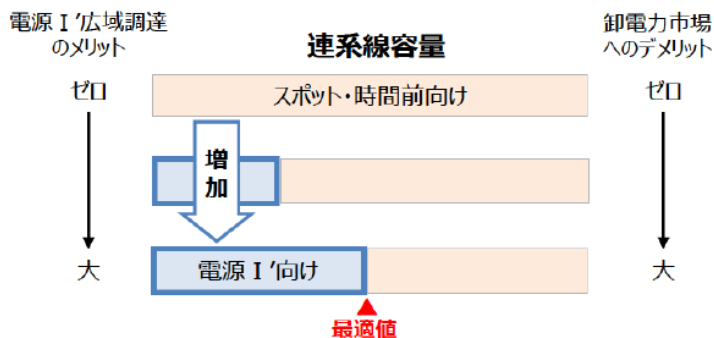 電源Ⅰ′広域調達
のメリット
連系線容量
卸電力市場
へのデメリット
ゼロ
スポット・時間前向け
ゼロ
増
加
大
電源Ⅰ′向け
大
最適値